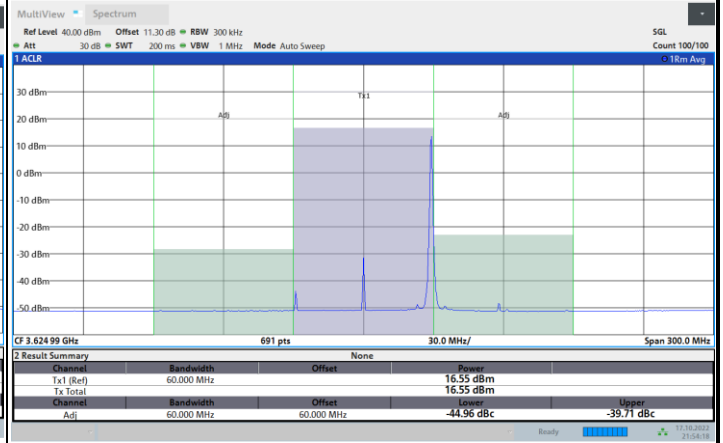 MultiView Spectrum
Ref Level 40.00 dBm Offset 11.30 dB RBW 300 kHz SGL
Att 30 dB SWT 200 ms VBW 1 MHz Mode Auto Sweep Count 100/100
1 ACLR 1Rm Avg
30 dBm
Tx1
20 dBm
Adj Adj
10 dBm
0 dBm
-10 dBm
-20 dBm
-30 dBm
-40 dBm
-50 dBm
CF 3.624 99 GHz 691 pts 30.0 MHz/ Span 300.0 MHz
2 Result Summary None
Channel Bandwidth Offset Power
Tx1 (Ref) 60.000 MHz 16.55 dBm
Tx Total 16.55 dBm
Channel Bandwidth Offset Lower Upper
Adj 60.000 MHz 60.000 MHz -44.96 dBc -39.71 dBc
Ready 17.10.2022
21:54:18